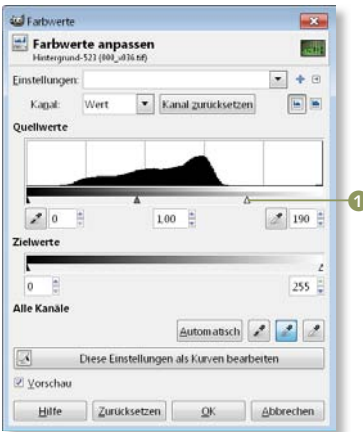 Farbwerte
Farbwerte anpassen
Hintergrund-523 (000_u036.tif)
Einstellungen:
Kanal: Wert Kanal zurücksetzen
Quellwerte
1
0 1,00 190
Zielwerte
0 255
Alle Kanäle
Automatisch
Diese Einstellungen als Kurven bearbeiten
Vorschau
Hilfe Zurücksetzen OK Abbrechen